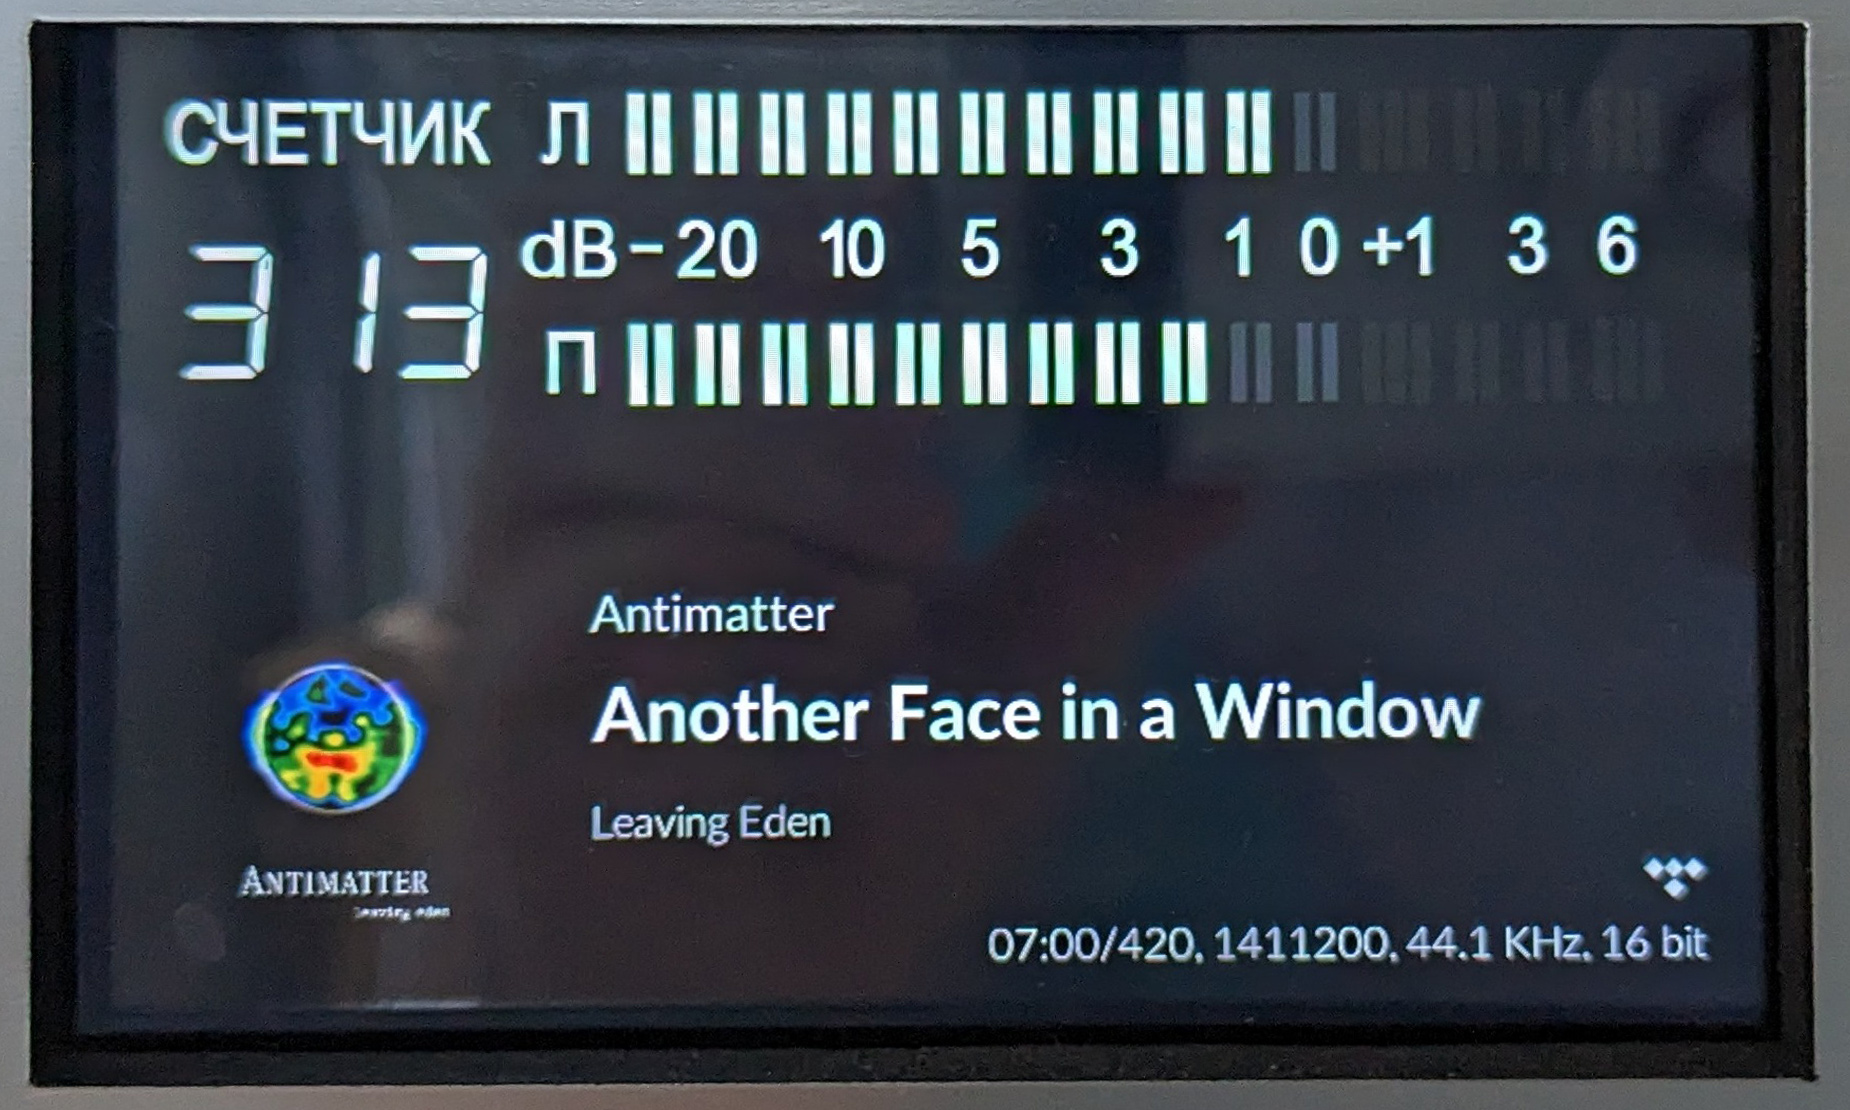 СЧЕТЧИК Л
313 dB -20 10 5 3 1 0 +1 3 6
П
Antimatter
Another Face in a Window
Leaving Eden
ANTIMATTER
leaving eden
07:00/420, 1411200, 44.1 KHz, 16 bit